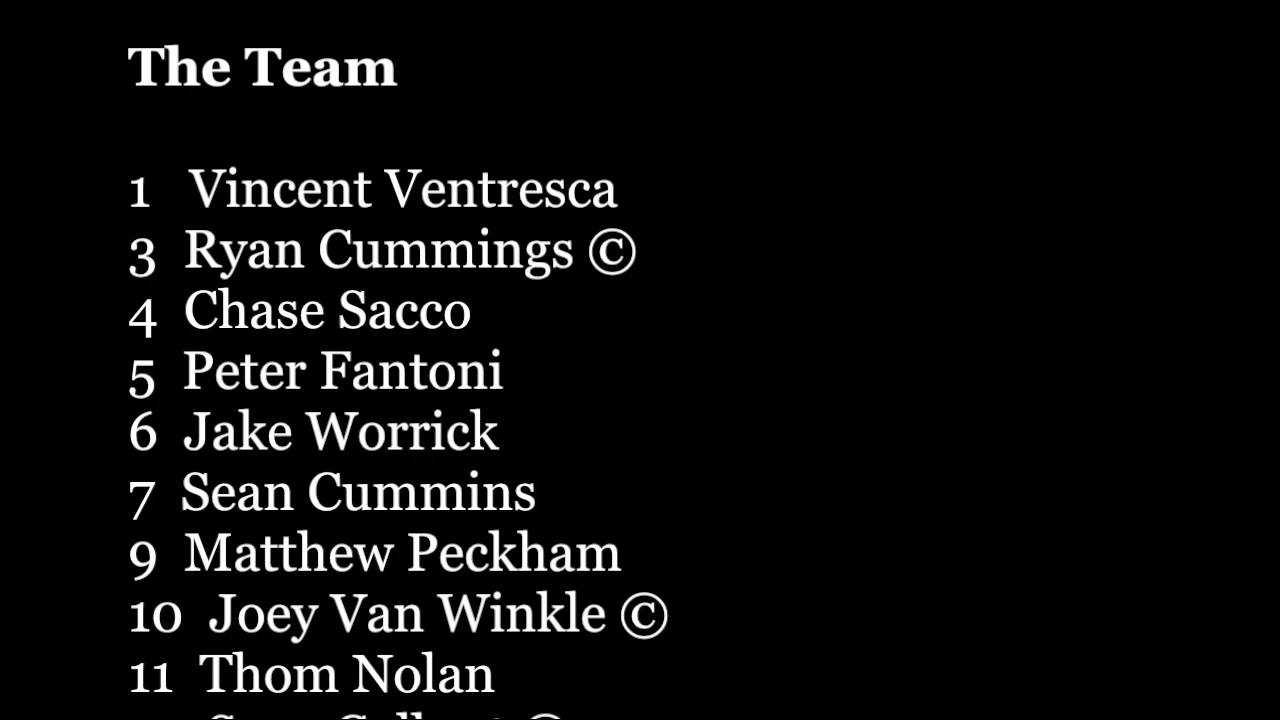 The Team
1 Vincent Ventresca
3 Ryan Cummings ©
4 Chase Sacco
5 Peter Fantoni
6 Jake Worrick
7 Sean Cummins
9 Matthew Peckham
10 Joey Van Winkle ©
11 Thom Nolan